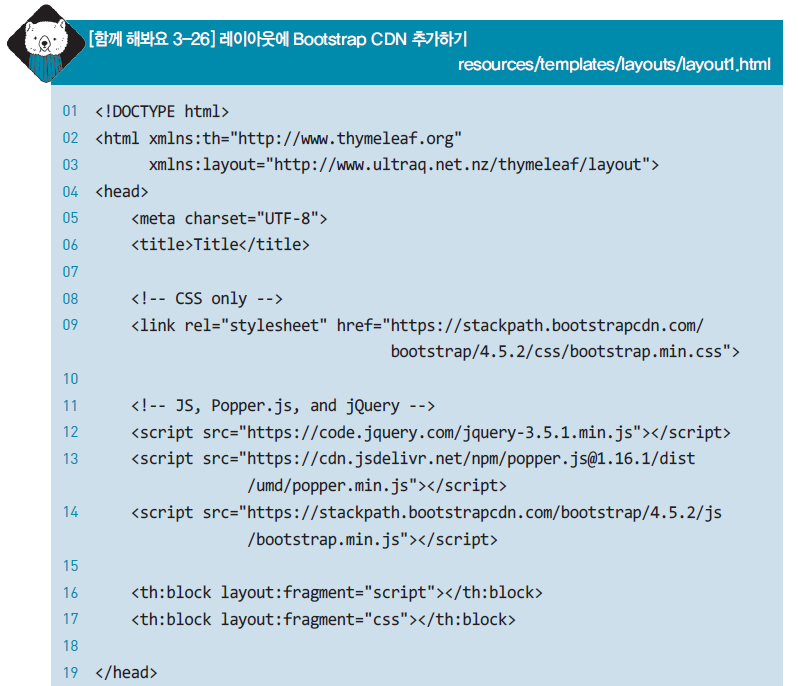 [함께 해봐요 3-26] 레이아웃에 Bootstrap CDN 추가하기
resources/templates/layouts/layout1.html
01 <!DOCTYPE html>
02 <html xmlns:th="http://www.thymeleaf.org"
03 xmlns:layout="http://www.ultraq.net.nz/thymeleaf/layout">
04 <head>
05 <meta charset="UTF-8">
06 <title>Title</title>
07
08 <!-- CSS only -->
09 <link rel="stylesheet" href="https://stackpath.bootstrapcdn.com/
bootstrap/4.5.2/css/bootstrap.min.css">
10
11 <!-- JS, Popper.js, and jQuery -->
12 <script src="https://code.jquery.com/jquery-3.5.1.min.js"></script>
13 <script src="https://cdn.jsdelivr.net/npm/popper.js@1.16.1/dist
/umd/popper.min.js"></script>
14 <script src="https://stackpath.bootstrapcdn.com/bootstrap/4.5.2/js
/bootstrap.min.js"></script>
15
16 <th:block layout:fragment="script"></th:block>
17 <th:block layout:fragment="css"></th:block>
18
19 </head>